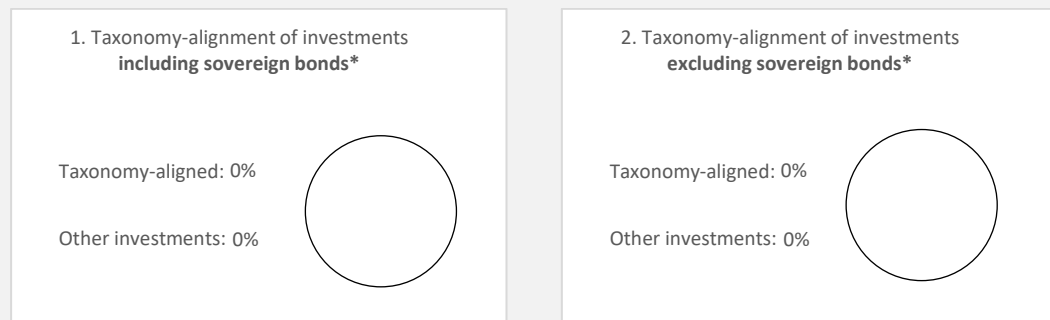 1. Taxonomy-alignment of investments
including sovereign bonds*
Taxonomy-aligned: 0%
Other investments: 0%
2. Taxonomy-alignment of investments
excluding sovereign bonds*
Taxonomy-aligned: 0%
Other investments: 0%